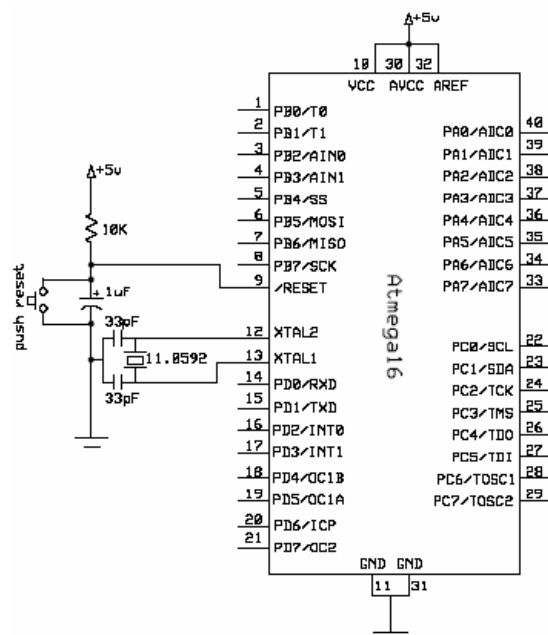 +5v
10 30 32
VCC AVCC AREF
1 PB0/T0
2 PB1/T1
3 PB2/AIN0
4 PB3/AIN1
5 PB4/SS
6 PB5/MOSI
7 PB6/MISO
8 PB7/SCK
9 /RESET
12 XTAL2
13 XTAL1
14 PD0/RXD
15 PD1/TXD
16 PD2/INT0
17 PD3/INT1
18 PD4/OC1B
19 PD5/OC1A
20 PD6/ICP
21 PD7/OC2
PA0/ADC0 40
PA1/ADC1 39
PA2/ADC2 38
PA3/ADC3 37
PA4/ADC4 36
PA5/ADC5 35
PA6/ADC6 34
PA7/ADC7 33
PC0/SCL 22
PC1/SDA 23
PC2/TCK 24
PC3/TMS 25
PC4/TDO 26
PC5/TDI 27
PC6/TOSC1 28
PC7/TOSC2 29
Atmega16
GND GND
11 31
+5v
10K
push reset
+ 1uF
33pF
11.0592
33pF